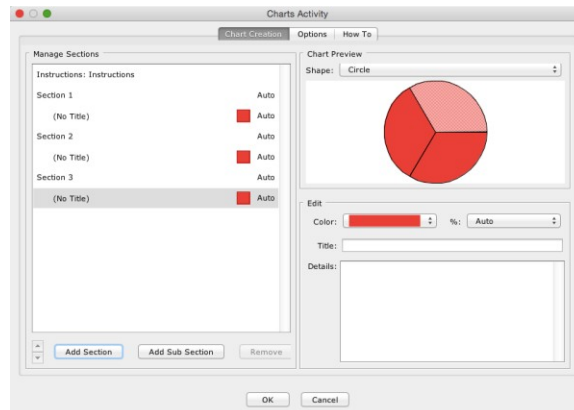 Charts Activity
Chart Creation Options How To
Manage Sections
Instructions: Instructions
Section 1 Auto
(No Title) Auto
Section 2 Auto
(No Title) Auto
Section 3 Auto
(No Title) Auto
Add Section Add Sub Section Remove
Chart Preview
Shape: Circle
Edit
Color: %: Auto
Title:
Details:
OK Cancel